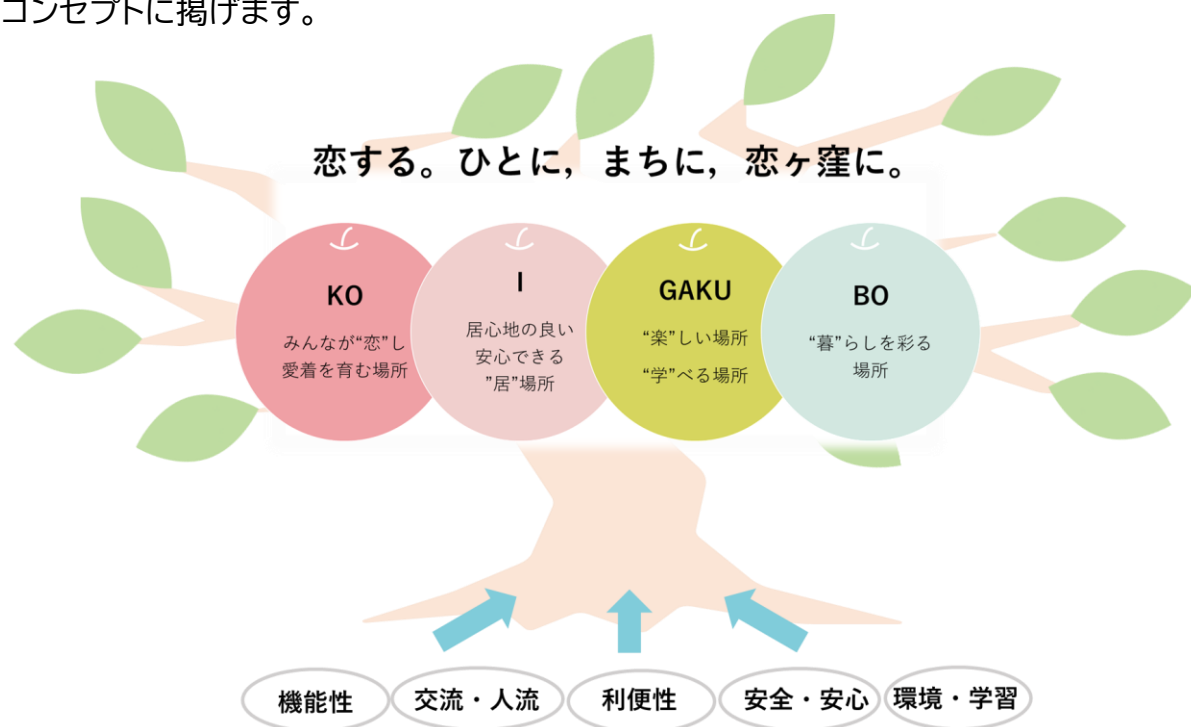 コンセプトに掲げます。
恋する。ひとに，まちに，恋ヶ窪に。
KO
みんなが“恋”し
愛着を育む場所
I
居心地の良い
安心できる
”居”場所
GAKU
“楽”しい場所
“学”べる場所
BO
“暮”らしを彩る
場所
機能性
交流・人流
利便性
安全・安心
環境・学習